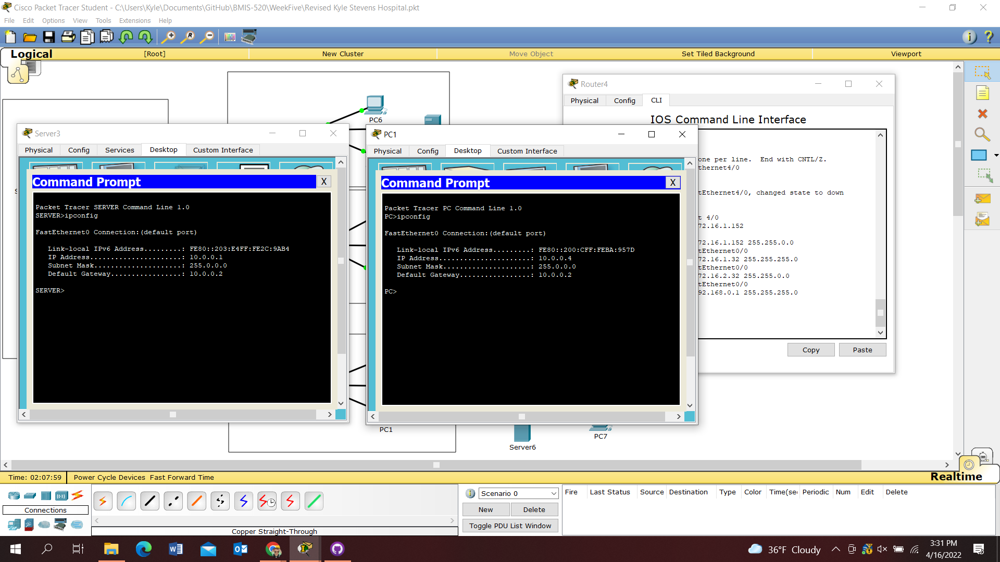 Cisco Packet Tracer Student - C:\Users\Kyle\Documents\GitHub\BMIS-520\WeekFive\Revised Kyle Stevens Hospital.pkt
File Edit Options View Tools Extensions Help
Logical [Root] New Cluster Move Object Set Tiled Background Viewport
PC6
Server3
Physical Config Services Desktop Custom Interface
Command Prompt X
Packet Tracer SERVER Command Line 1.0
SERVER>ipconfig
FastEthernet0 Connection:(default port)
Link-local IPv6 Address.........: FE80::203:E4FF:FE2C:9AB4
IP Address......................: 10.0.0.1
Subnet Mask.....................: 255.0.0.0
Default Gateway.................: 10.0.0.2
SERVER>
PC1
Physical Config Desktop Custom Interface
Command Prompt X
Packet Tracer PC Command Line 1.0
PC>ipconfig
FastEthernet0 Connection:(default port)
Link-local IPv6 Address.........: FE80::200:CFF:FEBA:957D
IP Address......................: 10.0.0.4
Subnet Mask.....................: 255.0.0.0
Default Gateway.................: 10.0.0.2
PC>
Router4
Physical Config CLI
IOS Command Line Interface
one per line. End with CNTL/Z.
thernet4/0
tEthernet4/0, changed state to down
t 4/0
72.16.1.152
72.16.1.152 255.255.0.0
tEthernet0/0
72.16.1.32 255.255.255.0
tEthernet0/0
72.16.2.32 255.255.0.0
tEthernet0/0
92.168.0.1 255.255.255.0
Copy Paste
PC1
Server6
PC7
Time: 02:07:59 Power Cycle Devices Fast Forward Time
Realtime
Connections
Copper Straight-Through
Scenario 0
New Delete
Toggle PDU List Window
Fire Last Status Source Destination Type Color Time(se Periodic Num Edit Delete
36°F Cloudy
3:31 PM
4/16/2022